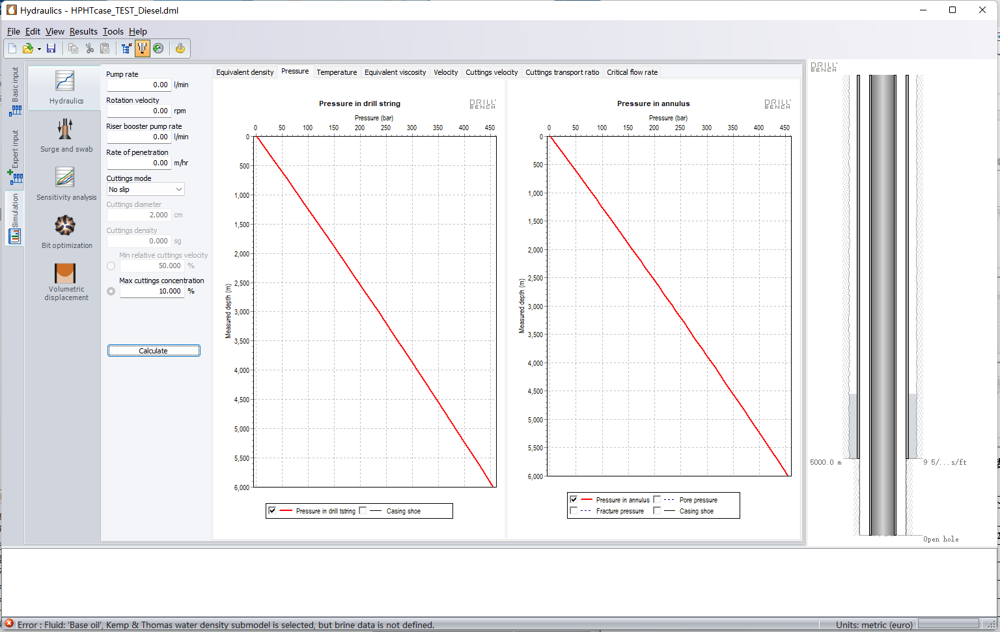 Hydraulics - HPHTcase_TEST_Diesel.dml
File Edit View Results Tools Help
Basic input
Expert input
Simulation
Hydraulics
Surge and swab
Sensitivity analysis
Bit optimization
Volumetric
displacement
Pump rate
0.00 l/min
Rotation velocity
0.00 rpm
Riser booster pump rate
0.00 l/min
Rate of penetration
0.00 m/hr
Cuttings mode
No slip
Cuttings diameter
2.000 cm
Cuttings density
0.000 sg
Min relative cuttings velocity
50.000 %
Max cuttings concentration
10.000 %
Calculate
Equivalent density Pressure Temperature Equivalent viscosity Velocity Cuttings velocity Cuttings transport ratio Critical flow rate
Pressure in drill string
DRILL
BENCH
Pressure (bar)
0 50 100 150 200 250 300 350 400 450
Measured depth (m)
0
500
1,000
1,500
2,000
2,500
3,000
3,500
4,000
4,500
5,000
5,500
6,000
Pressure in drill tstring Casing shoe
Pressure in annulus
DRILL
BENCH
Pressure (bar)
0 50 100 150 200 250 300 350 400 450
Measured depth (m)
0
500
1,000
1,500
2,000
2,500
3,000
3,500
4,000
4,500
5,000
5,500
6,000
Pressure in annulus Pore pressure
Fracture pressure Casing shoe
DRILL
BENCH
5000.0 m 9 5/...s/ft
Open hole
Error : Fluid: 'Base oil', Kemp & Thomas water density submodel is selected, but brine data is not defined.
Units: metric (euro)